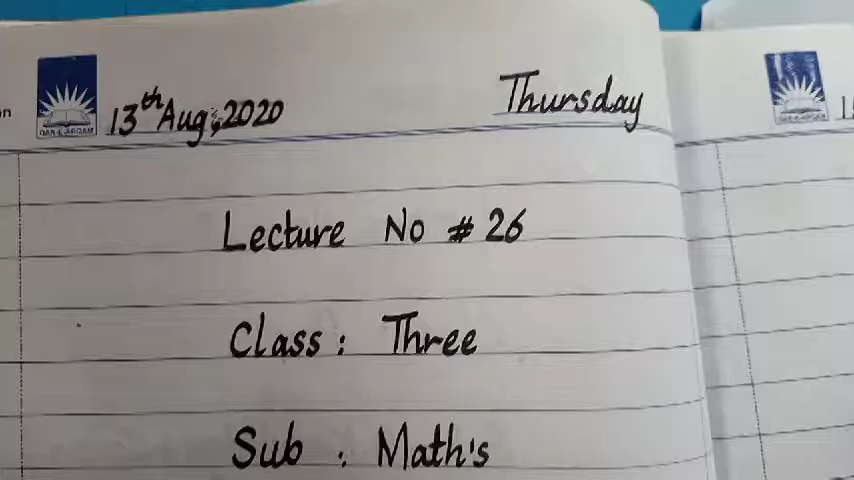 13th Aug, 2020 Thursday
Lecture No # 26
Class: Three
Sub : Math's